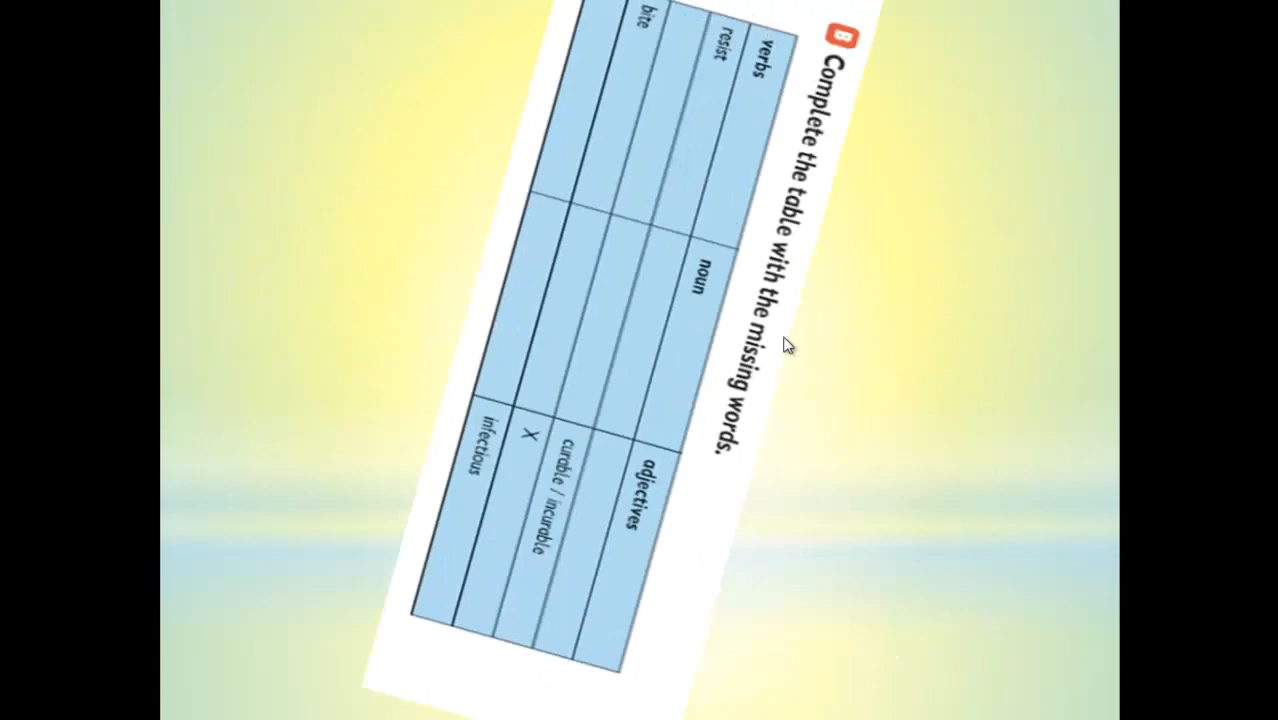 B Complete the table with the missing words.
verbs noun adjectives
resist
curable / incurable
bite X
infectious